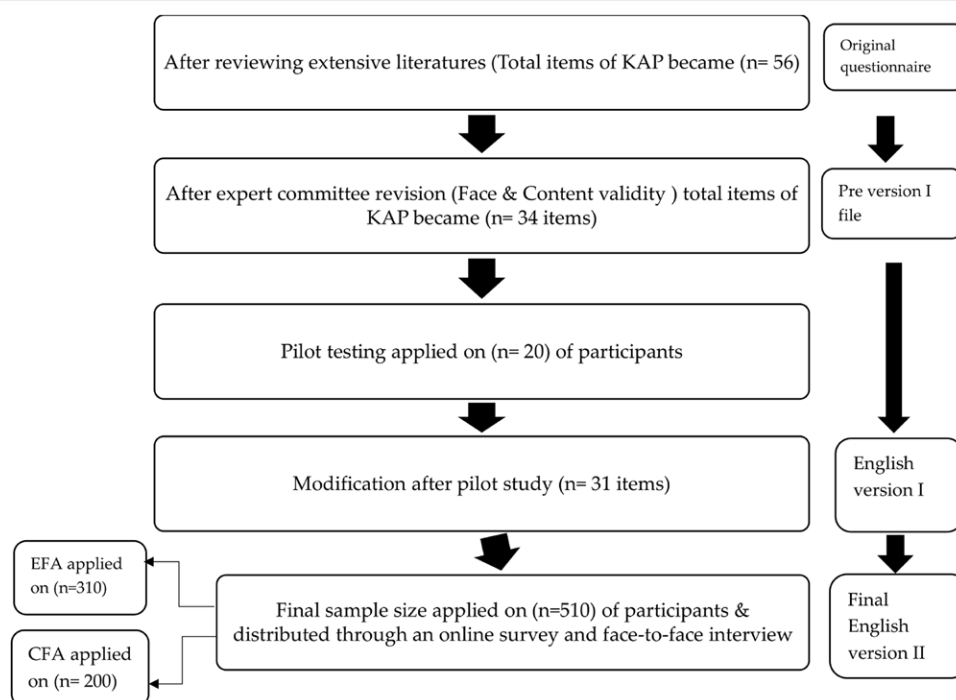 After reviewing extensive literatures (Total items of KAP became (n= 56)
Original
questionnaire
After expert committee revision (Face & Content validity ) total items of
KAP became (n= 34 items)
Pre version I
file
Pilot testing applied on (n= 20) of participants
Modification after pilot study (n= 31 items)
English
version I
EFA applied
on (n=310)
Final sample size applied on (n=510) of participants &
distributed through an online survey and face-to-face interview
Final
English
version II
CFA applied
on (n= 200)